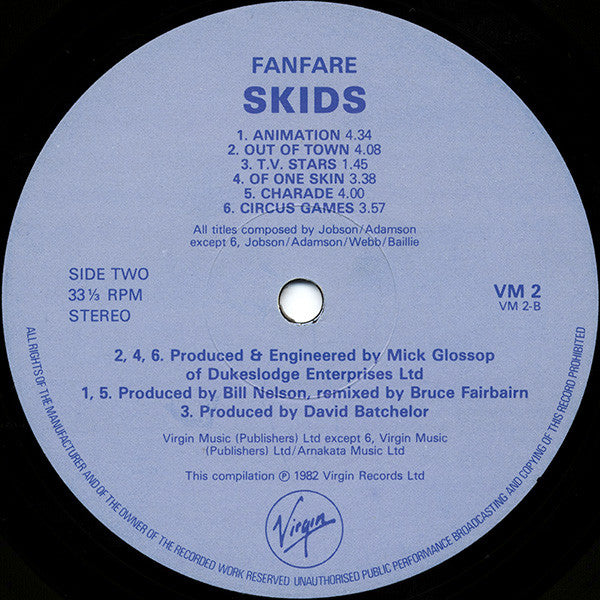 FANFARE
SKIDS
1. ANIMATION 4.34
2. OUT OF TOWN 4.08
3. T.V. STARS 1.45
4. OF ONE SKIN 3.38
5. CHARADE 4.00
6. CIRCUS GAMES 3.57
All titles composed by Jobson/Adamson
except 6, Jobson/Adamson/Webb/Baillie
SIDE TWO
33⅓ RPM
STEREO
VM 2
VM 2-B
2, 4, 6. Produced & Engineered by Mick Glossop
of Dukeslodge Enterprises Ltd
1, 5. Produced by Bill Nelson, remixed by Bruce Fairbairn
3. Produced by David Batchelor
Virgin Music (Publishers) Ltd except 6, Virgin Music
(Publishers) Ltd/Arnakata Music Ltd
This compilation ℗ 1982 Virgin Records Ltd
Virgin
ALL RIGHTS OF THE MANUFACTURER AND OF THE OWNER OF THE RECORDED WORK RESERVED. UNAUTHORISED PUBLIC PERFORMANCE BROADCASTING AND COPYING OF THIS RECORD PROHIBITED